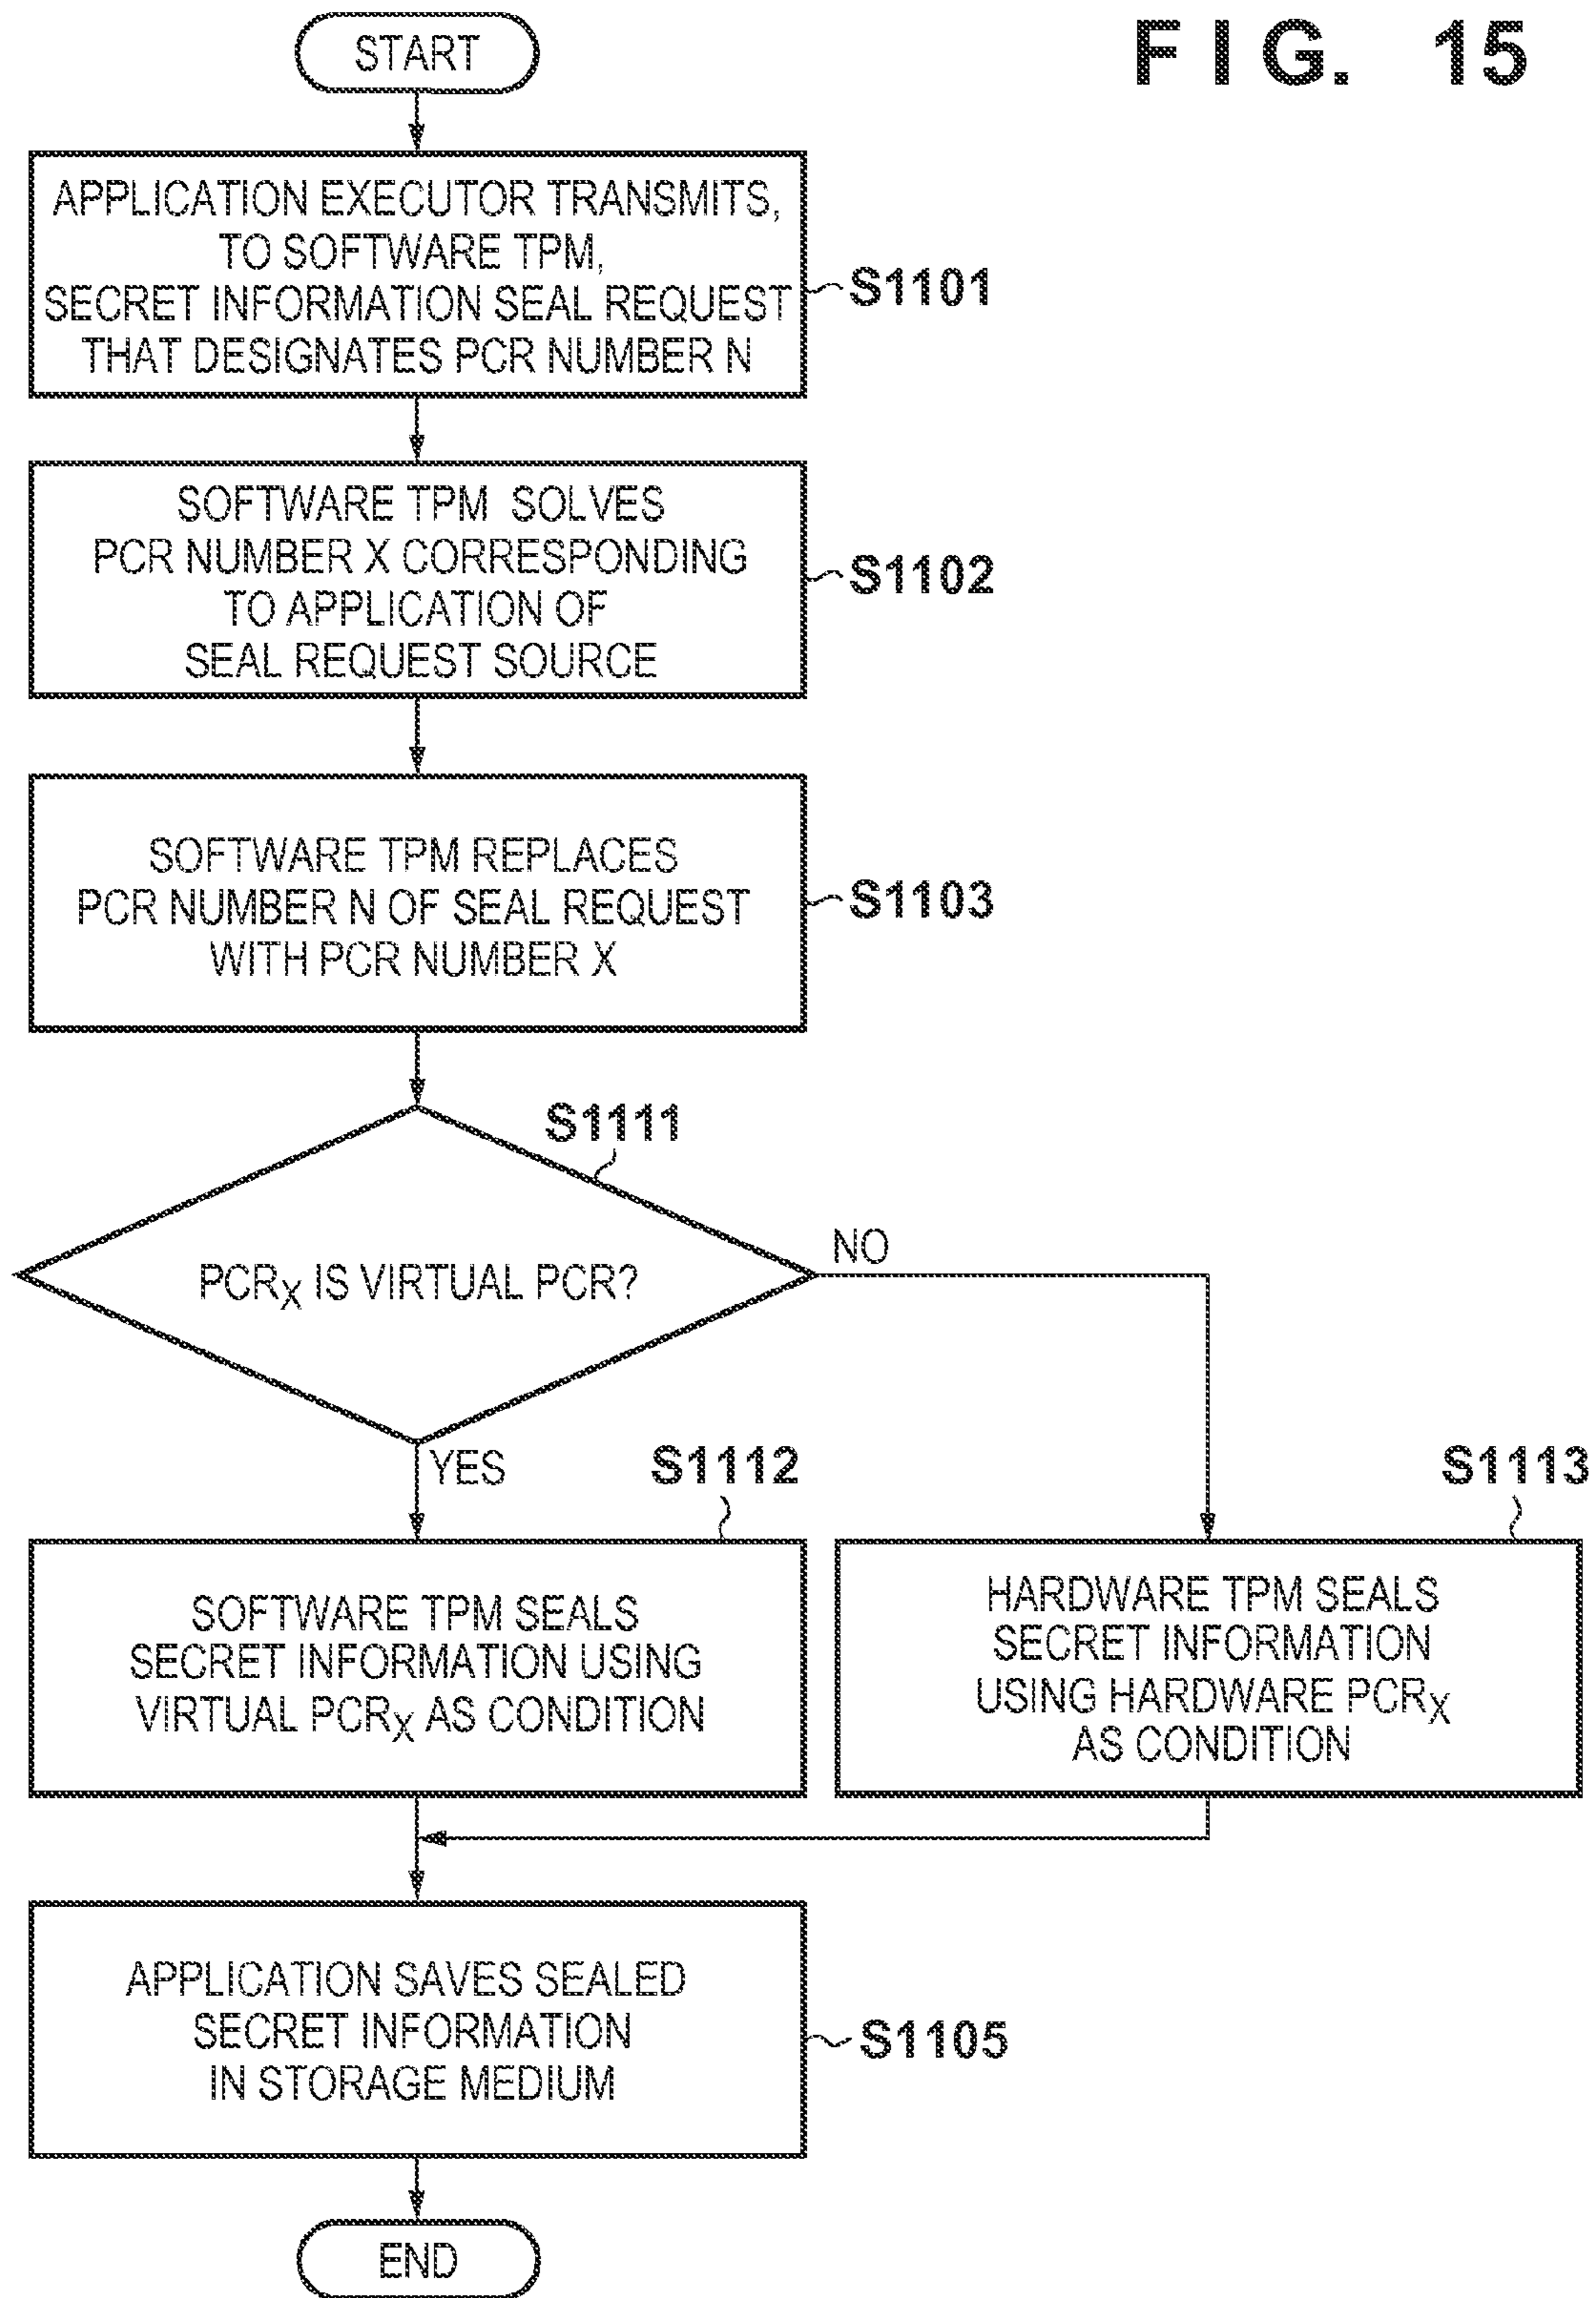 FIG. 15
START
APPLICATION EXECUTOR TRANSMITS,
TO SOFTWARE TPM,
SECRET INFORMATION SEAL REQUEST
THAT DESIGNATES PCR NUMBER N
S1101
SOFTWARE TPM SOLVES
PCR NUMBER X CORRESPONDING
TO APPLICATION OF
SEAL REQUEST SOURCE
S1102
SOFTWARE TPM REPLACES
PCR NUMBER N OF SEAL REQUEST
WITH PCR NUMBER X
S1103
S1111
PCRX IS VIRTUAL PCR?
NO
YES
S1112
SOFTWARE TPM SEALS
SECRET INFORMATION USING
VIRTUAL PCRX AS CONDITION
S1113
HARDWARE TPM SEALS
SECRET INFORMATION
USING HARDWARE PCRX
AS CONDITION
APPLICATION SAVES SEALED
SECRET INFORMATION
IN STORAGE MEDIUM
S1105
END